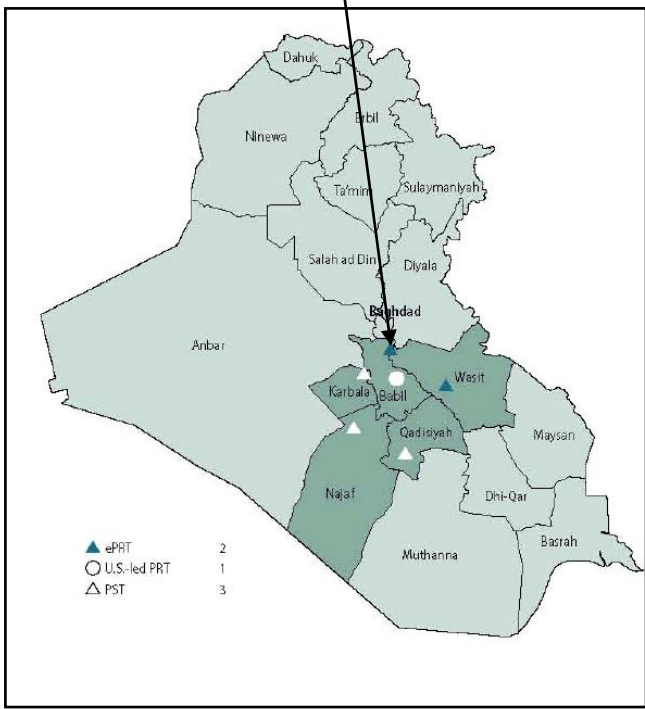 Dahuk
Ninewa
Erbil
Ta'mim
Sulaymaniyah
Salah ad Din
Diyala
Baghdad
Anbar
Wasit
Karbala
Babil
Qadisiyah
Maysan
Najaf
Dhi-Qar
Basrah
Muthanna
ePRT 2
U.S.-led PRT 1
PST 3